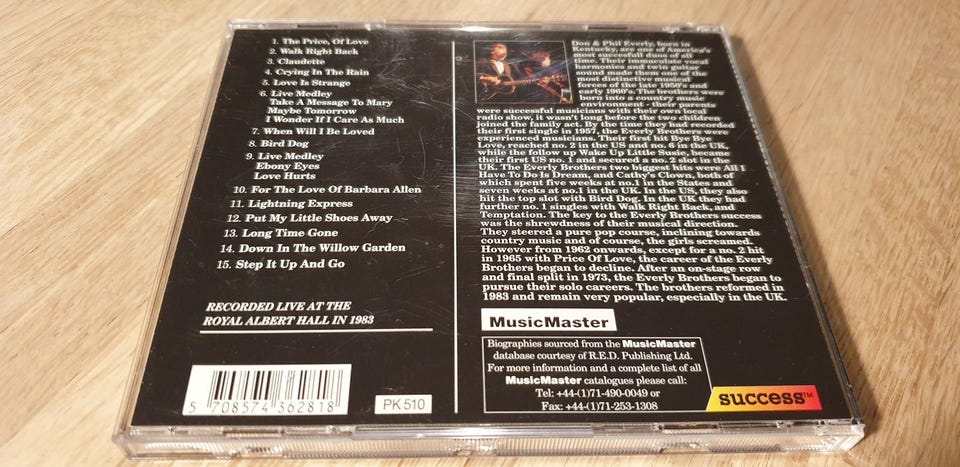 1. The Price, Of Love
2. Walk Right Back
3. Claudette
4. Crying In The Rain
5. Love Is Strange
6. Live Medley
Take A Message To Mary
Maybe Tomorrow
I Wonder If I Care As Much
7. When Will I Be Loved
8. Bird Dog
9. Live Medley
Ebony Eyes
Love Hurts
10. For The Love Of Barbara Allen
11. Lightning Express
12. Put My Little Shoes Away
13. Long Time Gone
14. Down In The Willow Garden
15. Step It Up And Go
RECORDED LIVE AT THE
ROYAL ALBERT HALL IN 1983
5 708574 362818
PK 510
Don & Phil Everly, born in
Kentucky, are one of America's
most succesfull duos of all
time. Their immaculate vocal
harmonies and twin guitar
sound made them one of the
most distinctive musical
forces of the late 1950's and
early 1960's. The brothers were
born into a country music
environment - their parents
were successful musicians with their own local
radio show, it wasn't long before the two children
joined the family act. By the time they had recorded
their first single in 1957, the Everly Brothers were
experienced musicians. Their first hit Bye Bye
Love, reached no. 2 in the US and no. 6 in the UK,
while the follow up Wake Up Little Susie, became
their first US no. 1 and secured a no. 2 slot in the
UK. The Everly Brothers two biggest hits were All I
Have To Do Is Dream, and Cathy's Clown, both of
which spent five weeks at no.1 in the States and
seven weeks at no.1 in the UK. In the US, they also
hit the top slot with Bird Dog. In the UK they had
further no. 1 singles with Walk Right Back, and
Temptation. The key to the Everly Brothers success
was the shrewdness of their musical direction.
They steered a pure pop course, inclining towards
country music and of course, the girls screamed.
However from 1962 onwards, except for a no. 2 hit
in 1965 with Price Of Love, the career of the Everly
Brothers began to decline. After an on-stage row
and final split in 1973, the Everly Brothers began to
pursue their solo careers. The brothers reformed in
1983 and remain very popular, especially in the UK.
MusicMaster
Biographies sourced from the MusicMaster
database courtesy of R.E.D. Publishing Ltd.
For more information and a complete list of all
MusicMaster catalogues please call:
Tel: +44-(1)71-490-0049 or
Fax: +44-(1)71-253-1308
success™